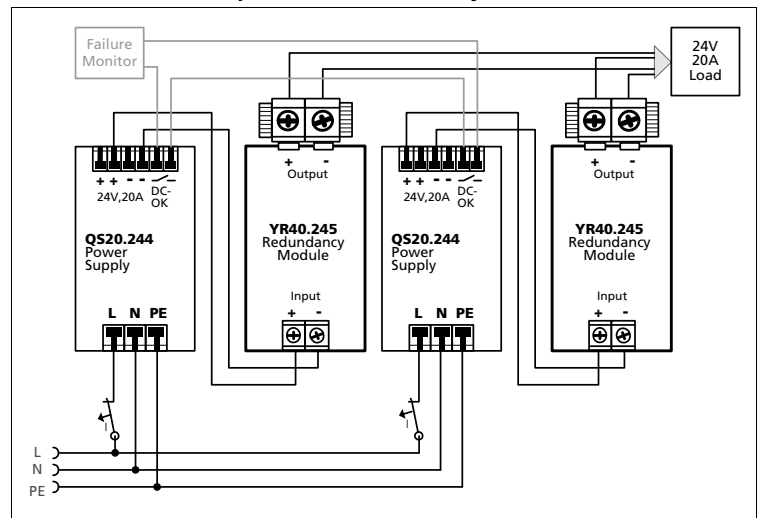 Failure
Monitor
24V
20A
Load
+ + - - DC-
24V,20A OK
QS20.244
Power
Supply
L N PE
+ -
Output
YR40.245
Redundancy
Module
Input
+ -
+ + - - DC-
24V,20A OK
QS20.244
Power
Supply
L N PE
+ -
Output
YR40.245
Redundancy
Module
Input
+ -
I
I
L
N
PE